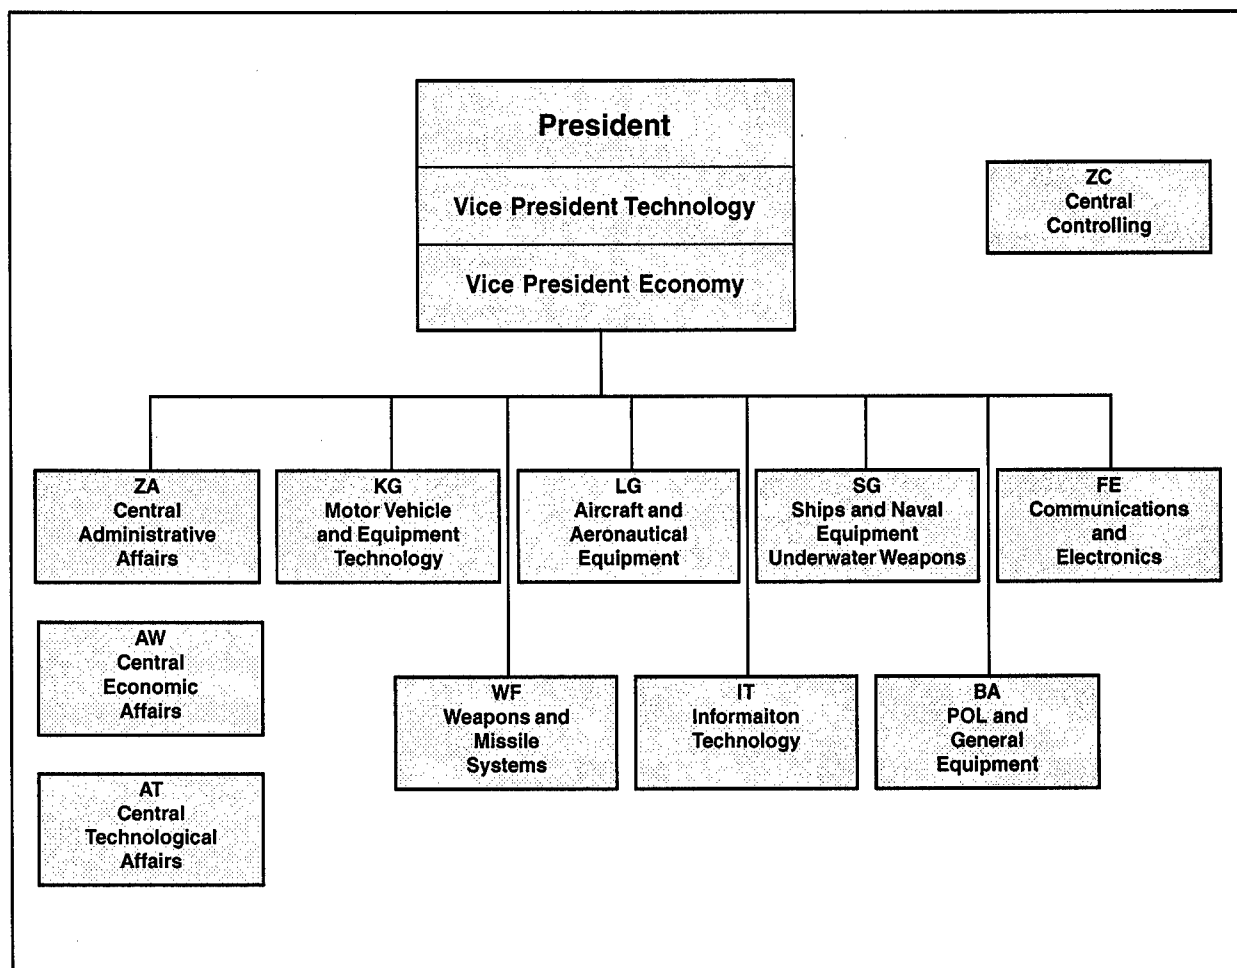 President
Vice President Technology
Vice President Economy
ZC
Central
Controlling
ZA
Central
Administrative
Affairs
KG
Motor Vehicle
and Equipment
Technology
LG
Aircraft and
Aeronautical
Equipment
SG
Ships and Naval
Equipment
Underwater Weapons
FE
Communications
and
Electronics
AW
Central
Economic
Affairs
WF
Weapons and
Missile
Systems
IT
Informaiton
Technology
BA
POL and
General
Equipment
AT
Central
Technological
Affairs